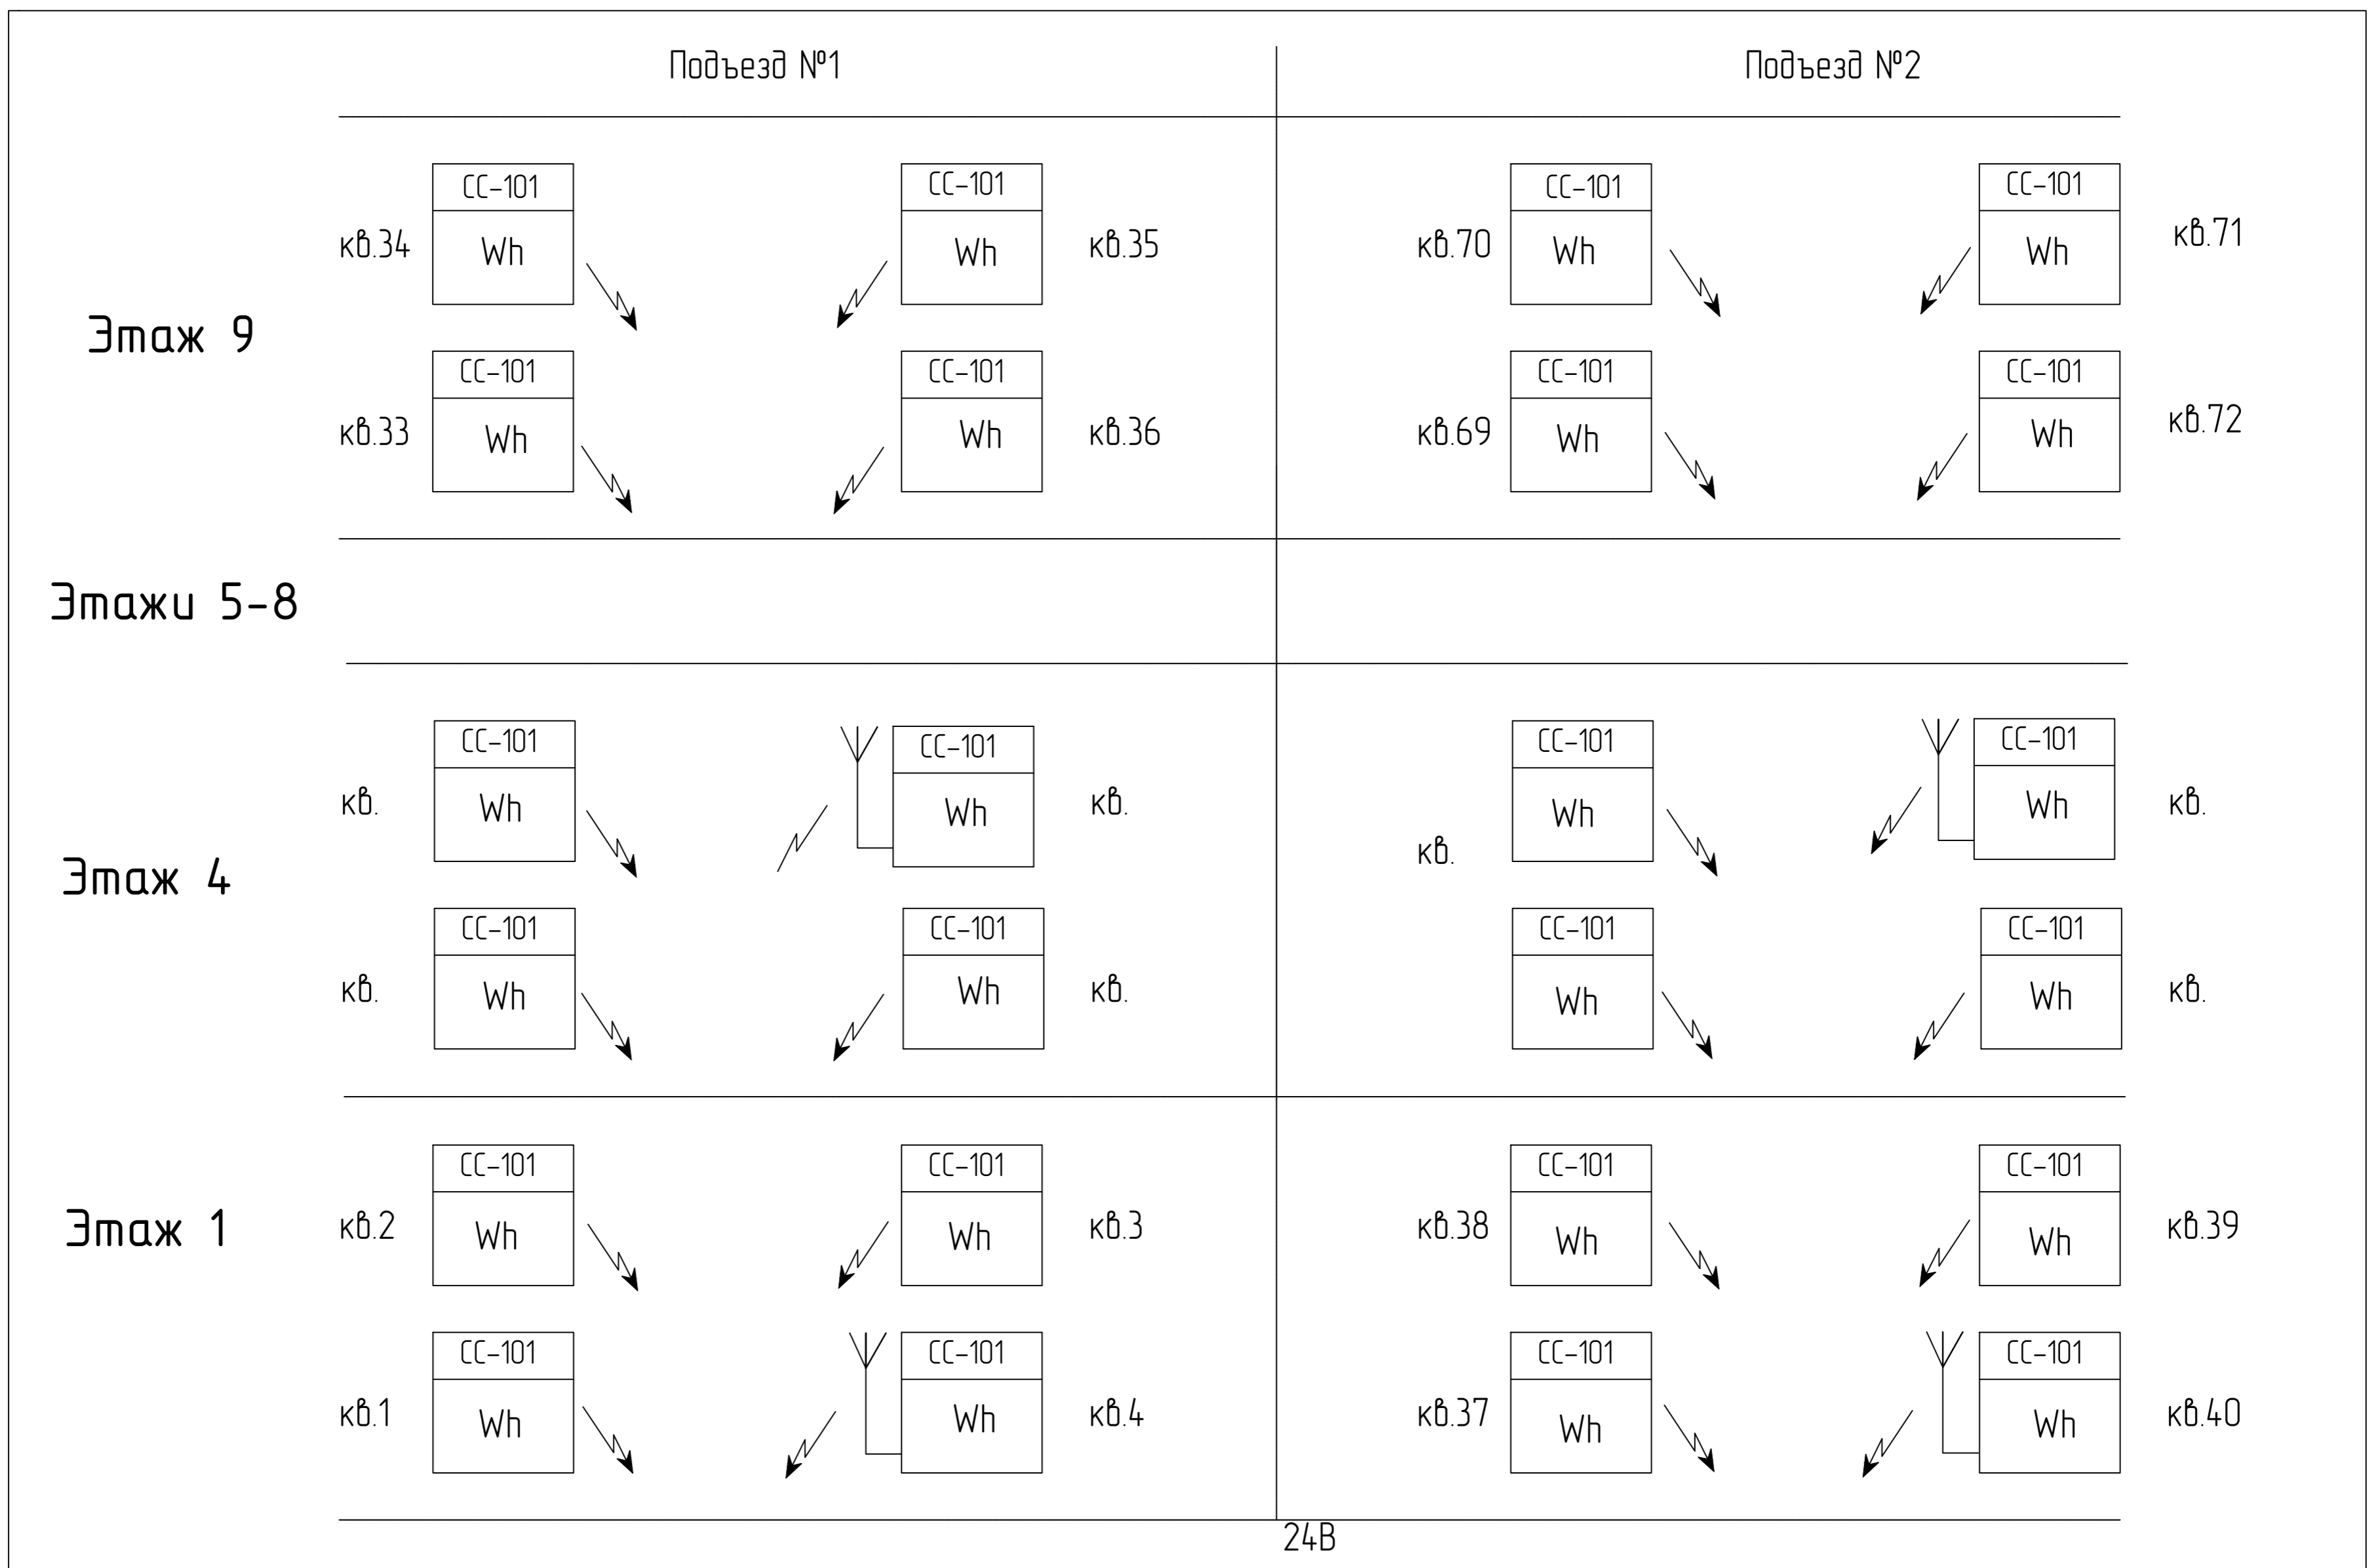 Подъезд №1 Подъезд №2
СС-101 СС-101 СС-101 СС-101
кв.34 Wh Wh кв.35 кв.70 Wh Wh кв.71
Этаж 9
СС-101 СС-101 СС-101 СС-101
кв.33 Wh Wh кв.36 кв.69 Wh Wh кв.72
Этажи 5-8
СС-101 СС-101 СС-101 СС-101
кв. Wh Wh кв. кв. Wh Wh кв.
Этаж 4
СС-101 СС-101 СС-101 СС-101
кв. Wh Wh кв. Wh Wh кв.
СС-101 СС-101 СС-101 СС-101
Этаж 1 кв.2 Wh Wh кв.3 кв.38 Wh Wh кв.39
СС-101 СС-101 СС-101 СС-101
кв.1 Wh Wh кв.4 кв.37 Wh Wh кв.40
24В